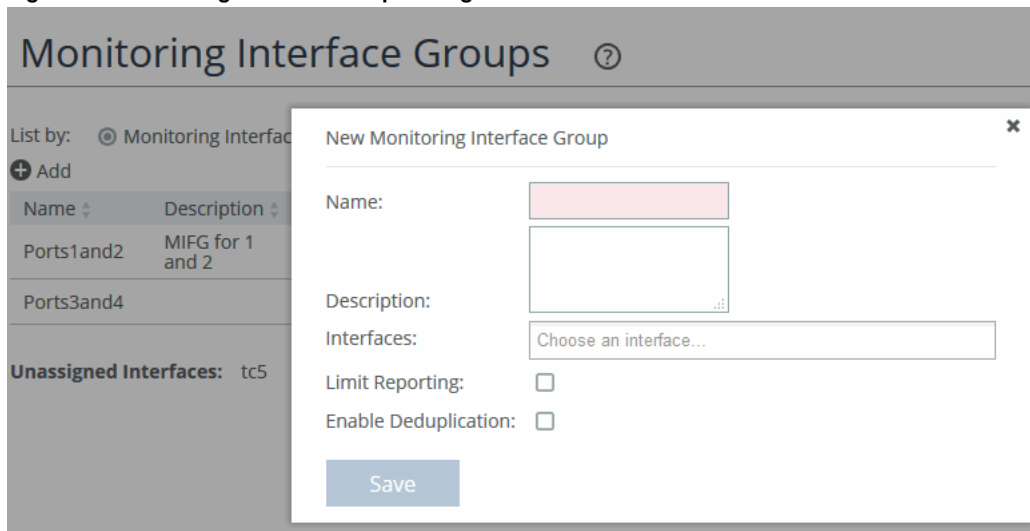 Monitoring Interface Groups ?
List by: Monitoring Interfac
Add
Name Description
Ports1and2 MIFG for 1
and 2
Ports3and4
Unassigned Interfaces: tc5
New Monitoring Interface Group
Name:
Description:
Interfaces: Choose an interface...
Limit Reporting:
Enable Deduplication:
Save